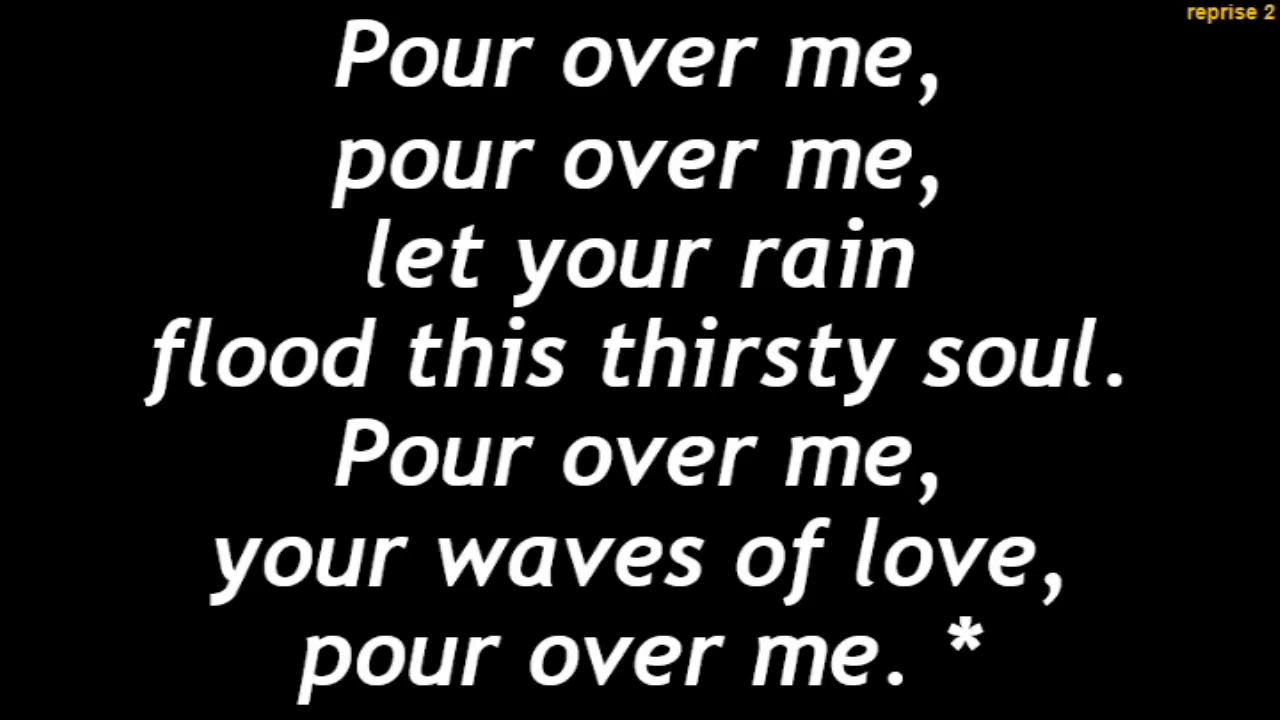 reprise 2
Pour over me,
pour over me,
let your rain
flood this thirsty soul.
Pour over me,
your waves of love,
pour over me. *